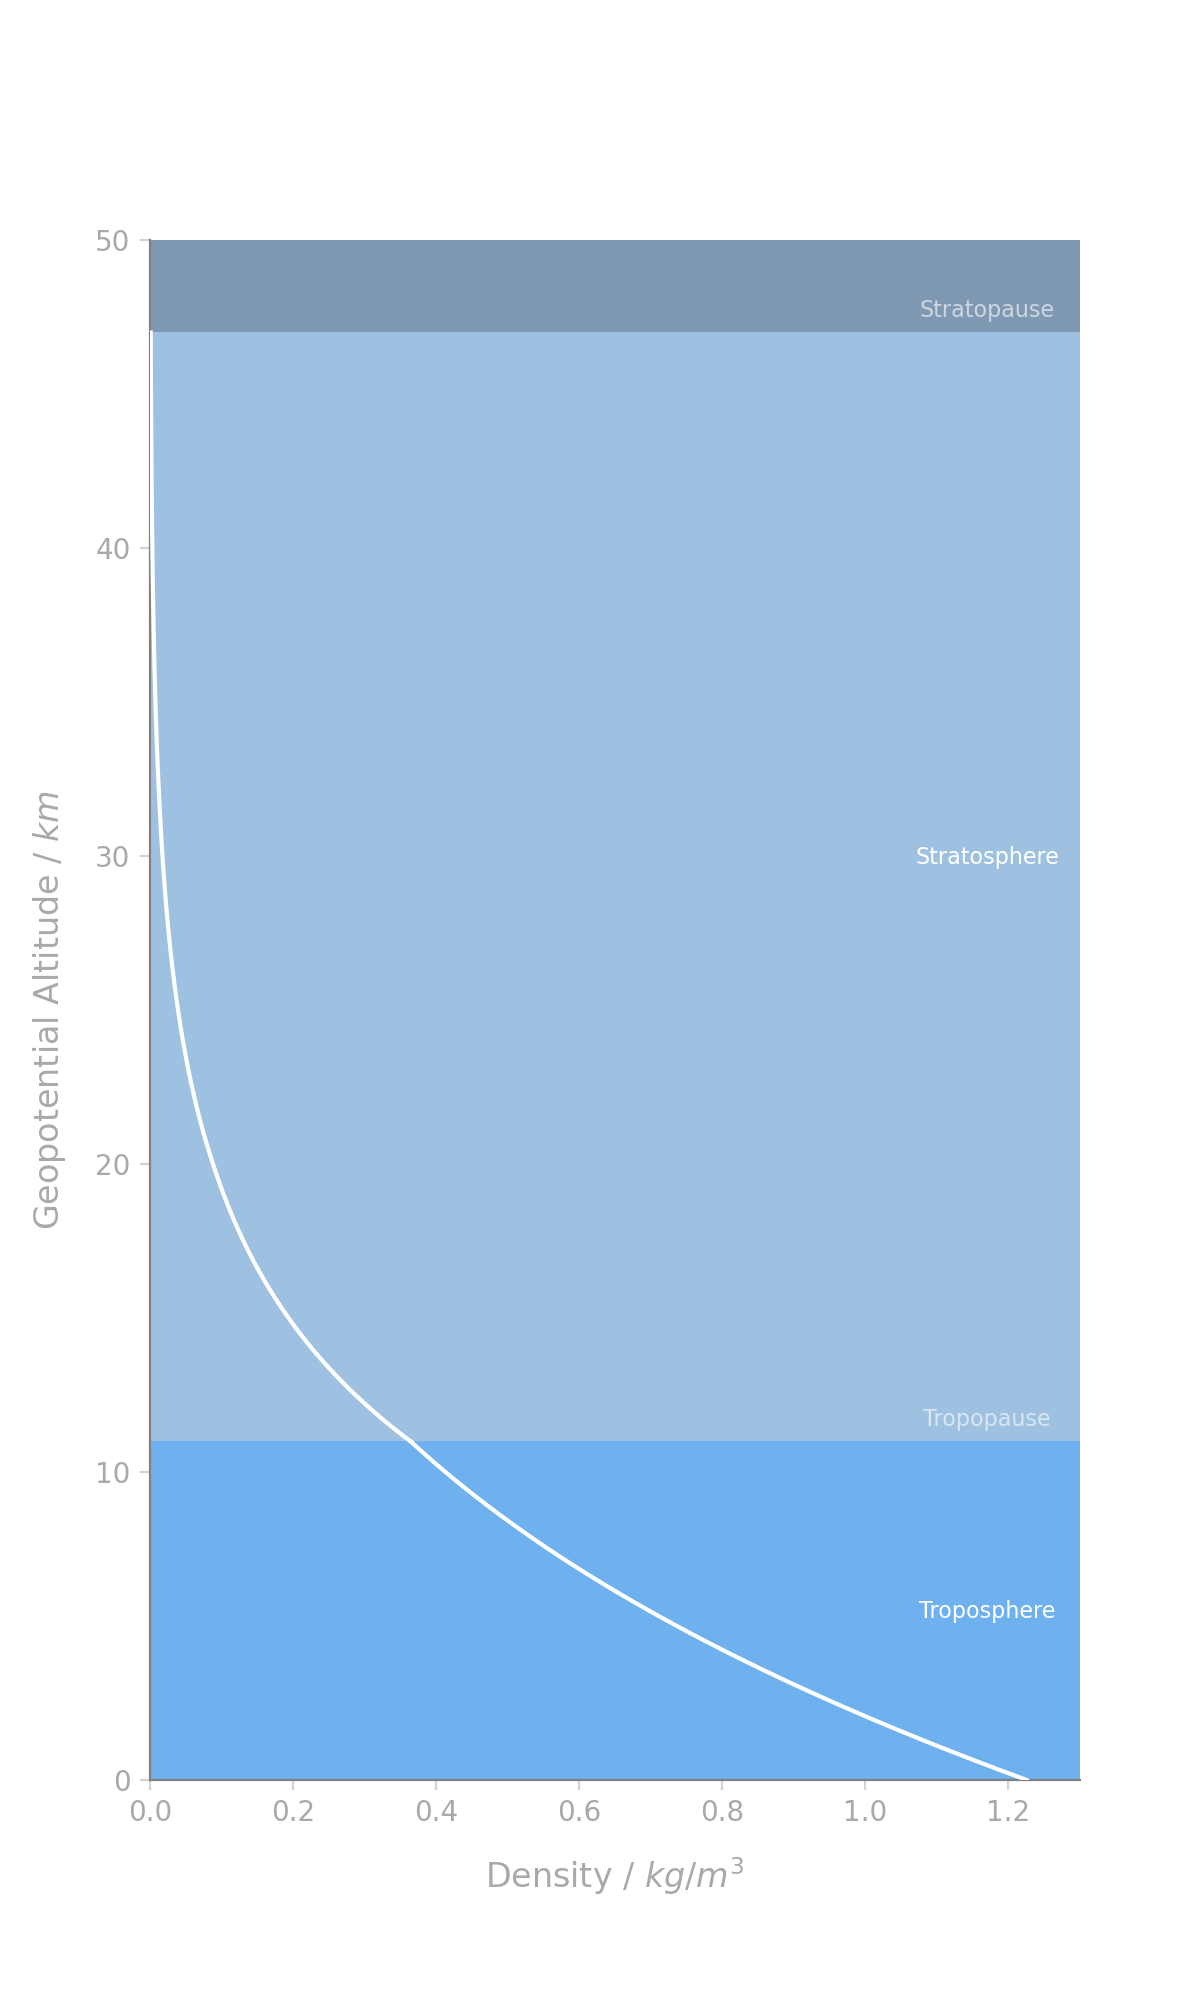 50
Stratopause
40
Geopotential Altitude / km
30
Stratosphere
20
Tropopause
10
Troposphere
0
0.0 0.2 0.4 0.6 0.8 1.0 1.2
Density / kg/m³